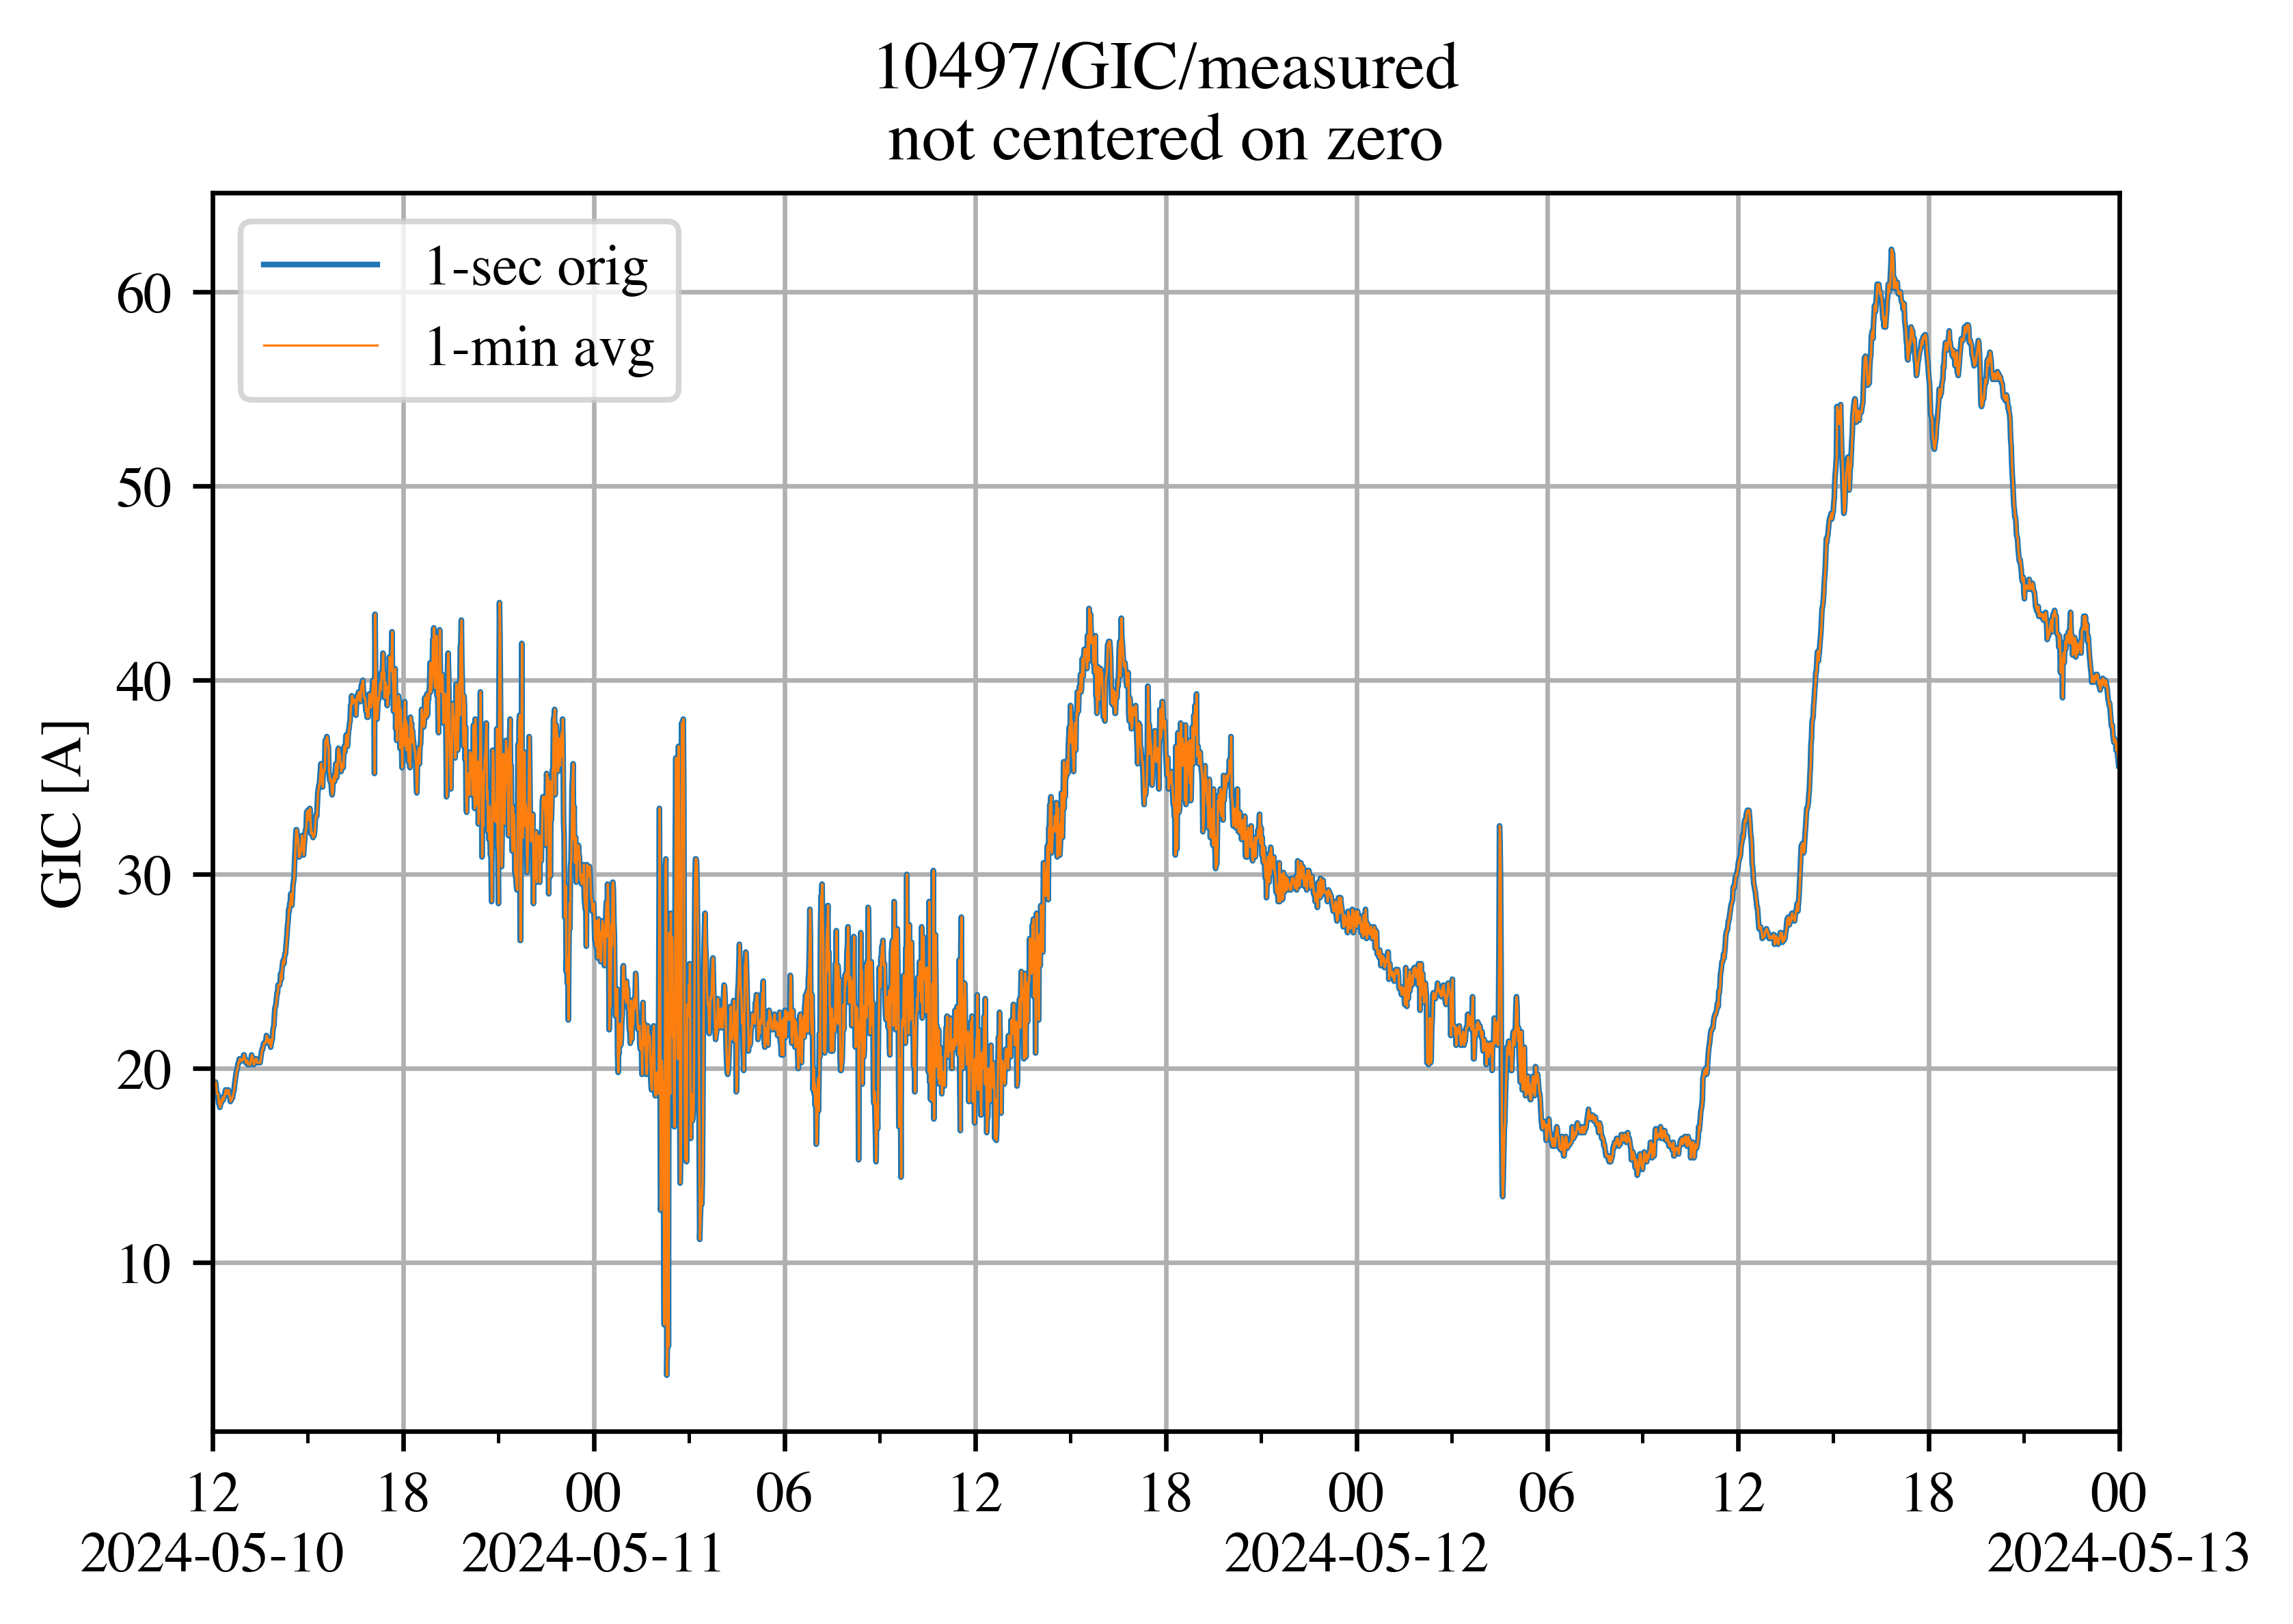 10497/GIC/measured
not centered on zero
1-sec orig
1-min avg
60
50
40
30
20
10
GIC [A]
12 18 00 06 12 18 00 06 12 18 00
2024-05-10 2024-05-11 2024-05-12 2024-05-13